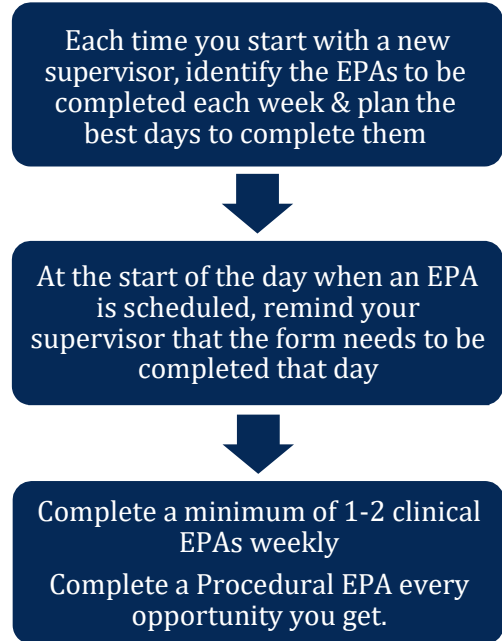 Each time you start with a new
supervisor, identify the EPAs to be
completed each week & plan the
best days to complete them
At the start of the day when an EPA
is scheduled, remind your
supervisor that the form needs to be
completed that day
Complete a minimum of 1-2 clinical
EPAs weekly
Complete a Procedural EPA every
opportunity you get.